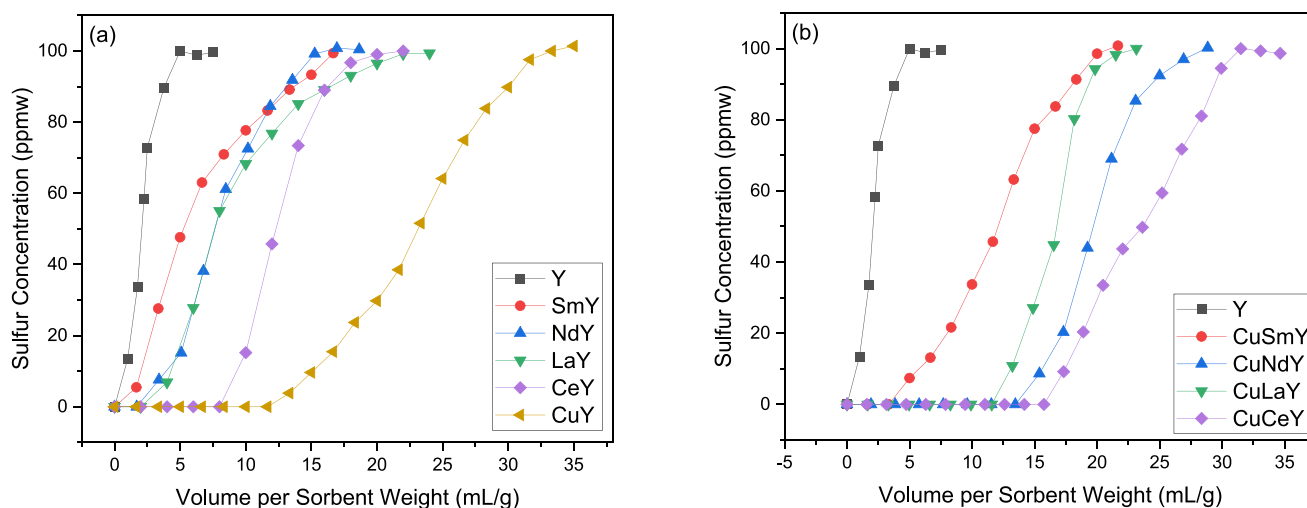 (a)
Sulfur Concentration (ppmw)
100
80
60
40
20
0
0 5 10 15 20 25 30 35
Volume per Sorbent Weight (mL/g)
Y
SmY
NdY
LaY
CeY
CuY
(b)
Sulfur Concentration (ppmw)
100
80
60
40
20
0
-5 0 5 10 15 20 25 30 35
Volume per Sorbent Weight (mL/g)
Y
CuSmY
CuNdY
CuLaY
CuCeY